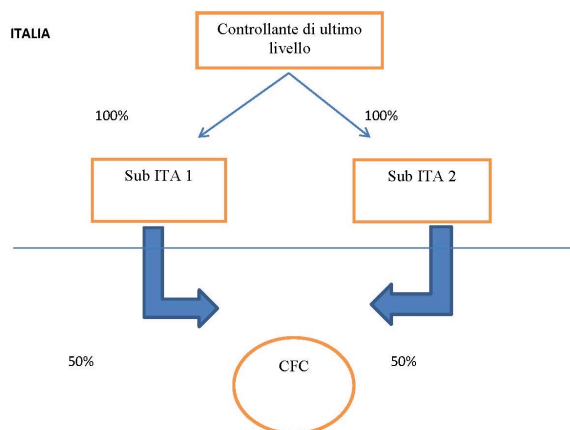 ITALIA
Controllante di ultimo
livello
100%
100%
Sub ITA 1
Sub ITA 2
50%
CFC
50%